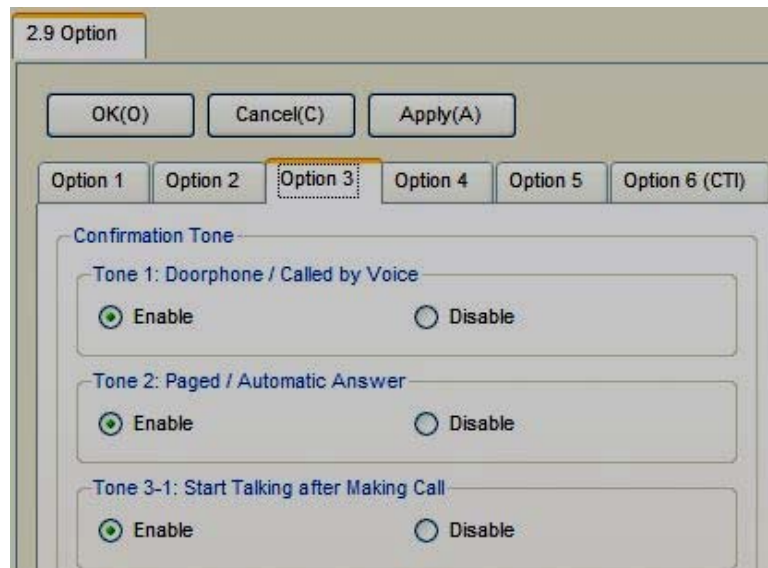 2.9 Option
OK(O) Cancel(C) Apply(A)
Option 1 Option 2 Option 3 Option 4 Option 5 Option 6 (CTI)
Confirmation Tone
Tone 1: Doorphone / Called by Voice
Enable Disable
Tone 2: Paged / Automatic Answer
Enable Disable
Tone 3-1: Start Talking after Making Call
Enable Disable